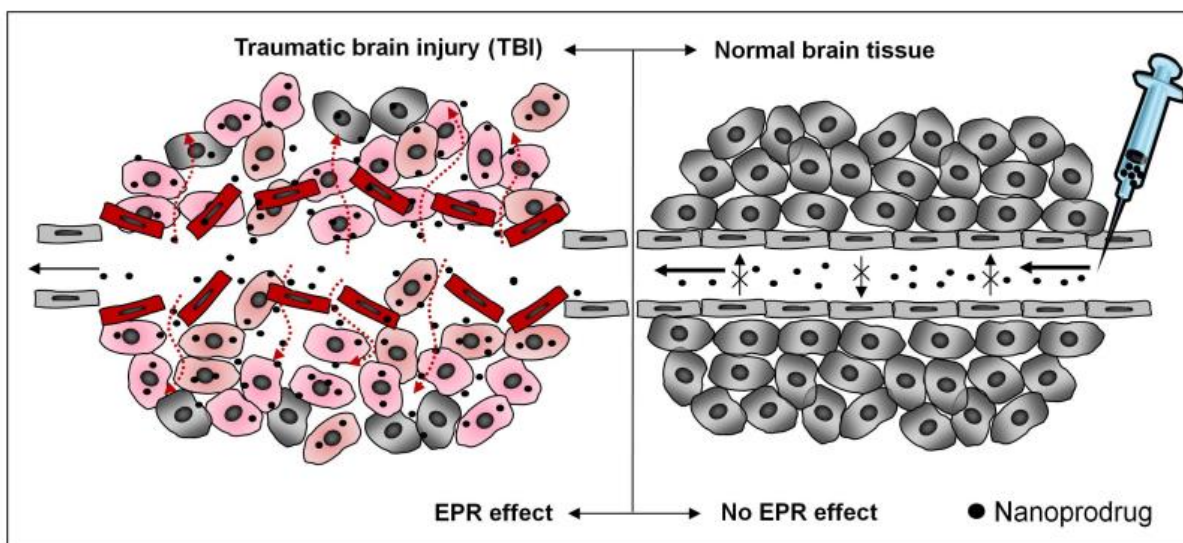 Traumatic brain injury (TBI)
Normal brain tissue
EPR effect
No EPR effect
Nanoprodrug